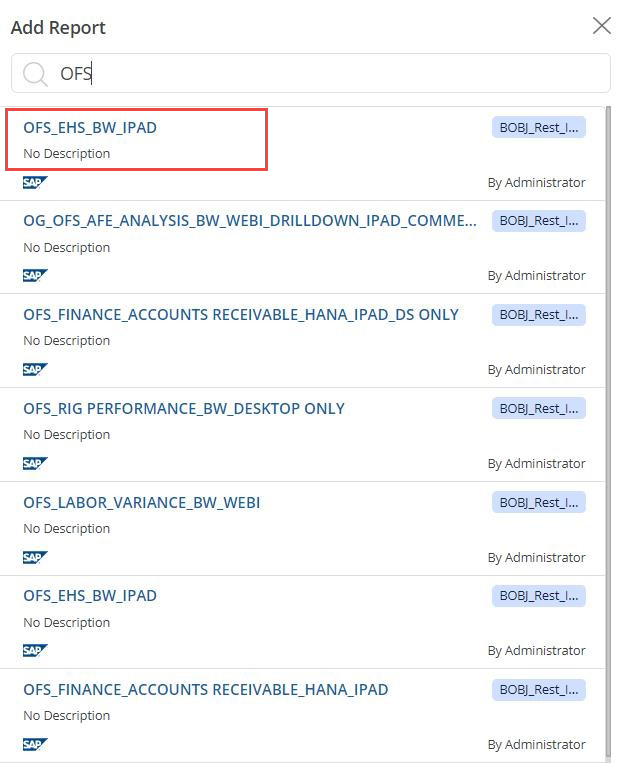 Add Report
OFS
OFS_EHS_BW_IPAD
BOBJ_Rest_I...
No Description
SAP
By Administrator
OG_OFS_AFE_ANALYSIS_BW_WEBI_DRILLDOWN_IPAD_COMME...
BOBJ_Rest_I...
No Description
SAP
By Administrator
OFS_FINANCE_ACCOUNTS RECEIVABLE_HANA_IPAD_DS ONLY
BOBJ_Rest_I...
No Description
SAP
By Administrator
OFS_RIG PERFORMANCE_BW_DESKTOP ONLY
BOBJ_Rest_I...
No Description
SAP
By Administrator
OFS_LABOR_VARIANCE_BW_WEBI
BOBJ_Rest_I...
No Description
SAP
By Administrator
OFS_EHS_BW_IPAD
BOBJ_Rest_I...
No Description
SAP
By Administrator
OFS_FINANCE_ACCOUNTS RECEIVABLE_HANA_IPAD
BOBJ_Rest_I...
No Description
SAP
By Administrator